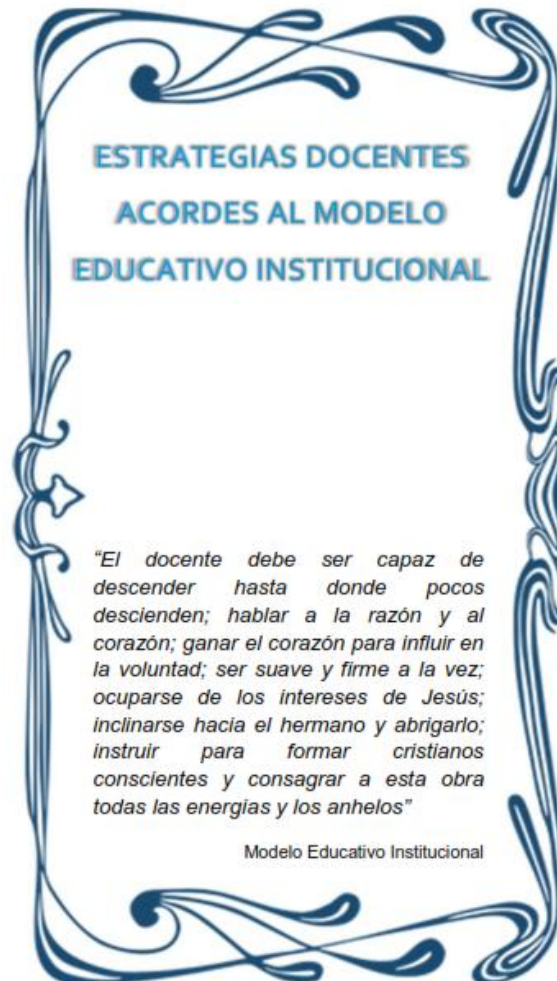 ESTRATEGIAS DOCENTES
ACORDES AL MODELO
EDUCATIVO INSTITUCIONAL
“El docente debe ser capaz de
descender hasta donde pocos
descienden; hablar a la razón y al
corazón; ganar el corazón para influir en
la voluntad; ser suave y firme a la vez;
ocuparse de los intereses de Jesús;
inclinarse hacia el hermano y abrigarlo;
instruir para formar cristianos
conscientes y consagrar a esta obra
todas las energías y los anhelos”
Modelo Educativo Institucional